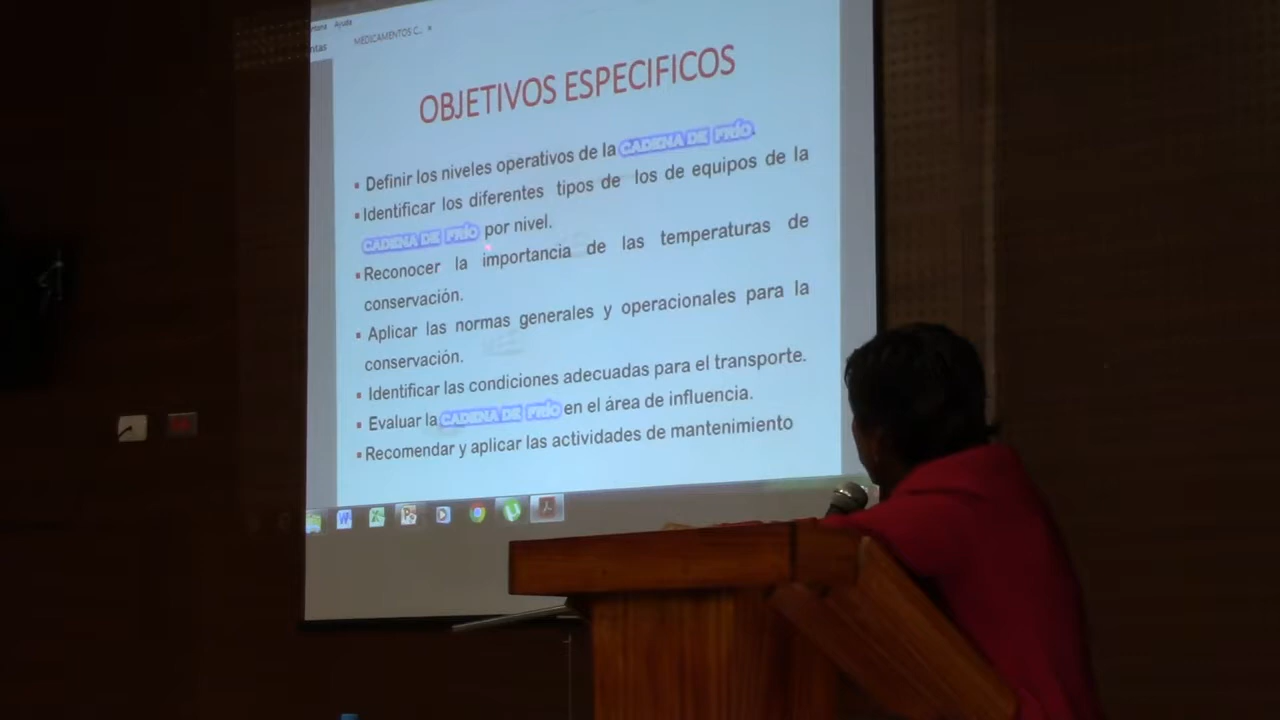 Ayuda
MEDICAMENTOS C...
OBJETIVOS ESPECIFICOS
Definir los niveles operativos de la CADENA DE FRÍO.
Identificar los diferentes tipos de los de equipos de la
CADENA DE FRÍO por nivel.
Reconocer la importancia de las temperaturas de
conservación.
Aplicar las normas generales y operacionales para la
conservación.
Identificar las condiciones adecuadas para el transporte.
Evaluar la CADENA DE FRÍO en el área de influencia.
Recomendar y aplicar las actividades de mantenimiento